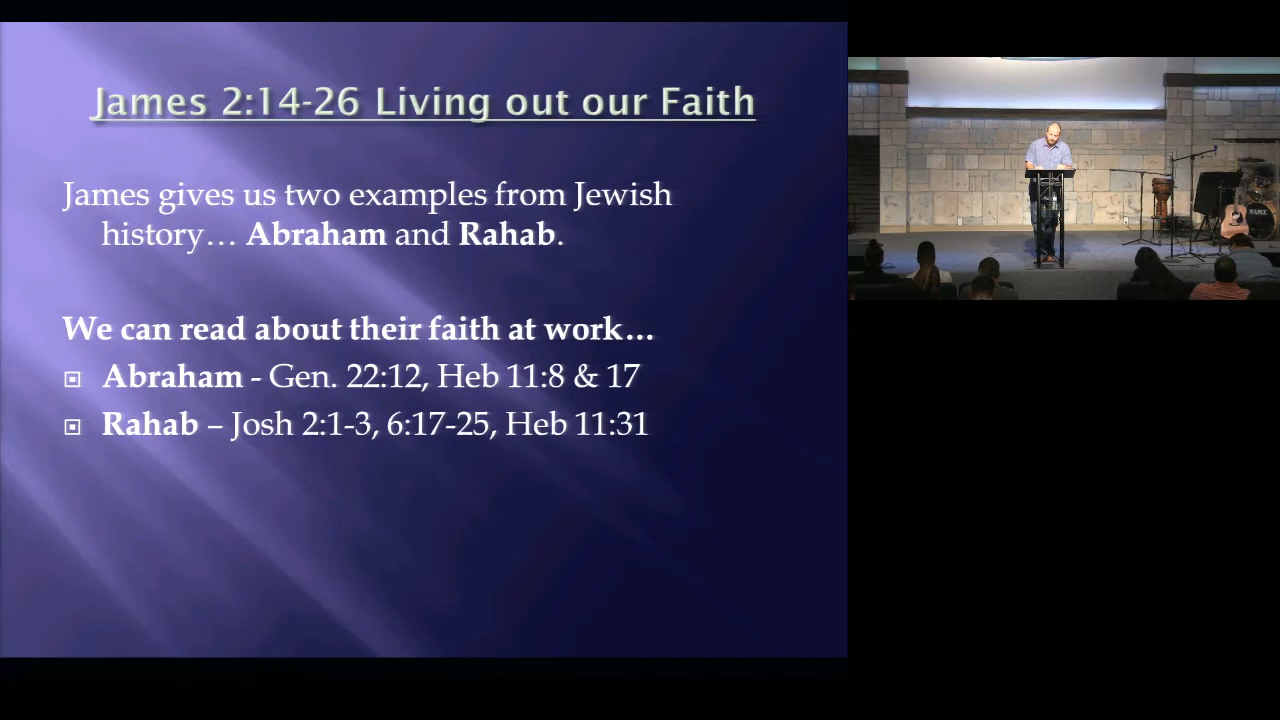 James 2:14-26 Living out our Faith
James gives us two examples from Jewish
history… Abraham and Rahab.
We can read about their faith at work…
Abraham - Gen. 22:12, Heb 11:8 & 17
Rahab – Josh 2:1-3, 6:17-25, Heb 11:31